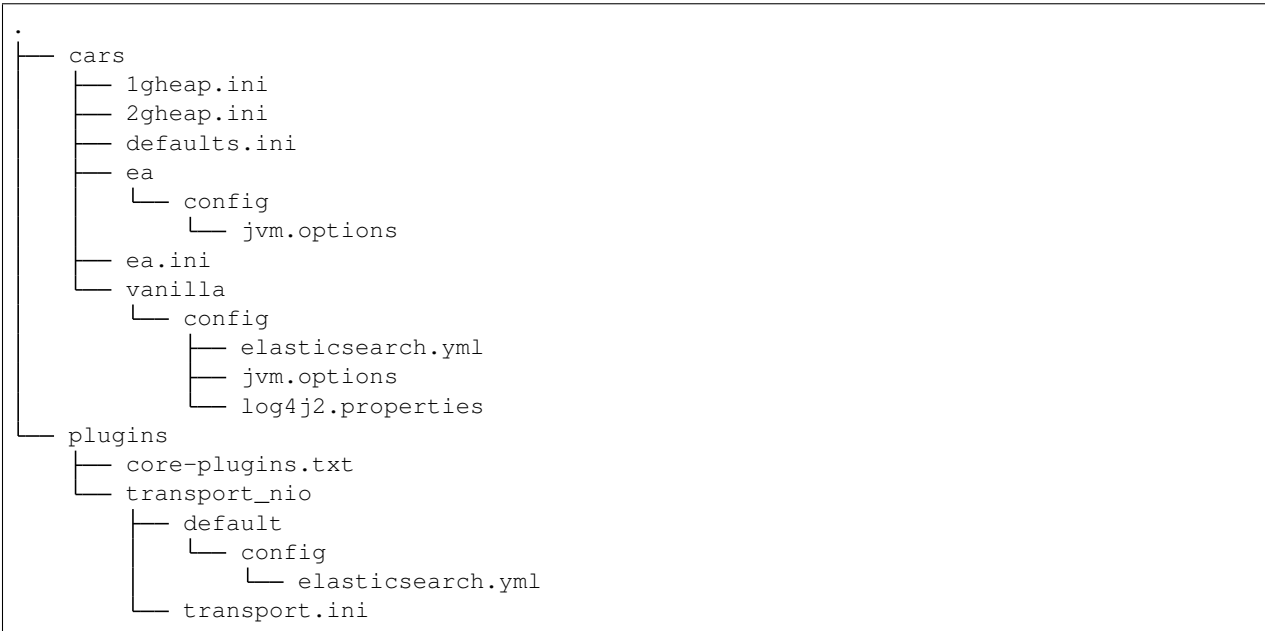 .
├── cars
│   ├── 1gheap.ini
│   ├── 2gheap.ini
│   ├── defaults.ini
│   ├── ea
│   │   └── config
│   │       └── jvm.options
│   ├── ea.ini
│   └── vanilla
│       └── config
│           ├── elasticsearch.yml
│           ├── jvm.options
│           └── log4j2.properties
└── plugins
    ├── core-plugins.txt
    └── transport_nio
        ├── default
        │   └── config
        │       └── elasticsearch.yml
        └── transport.ini